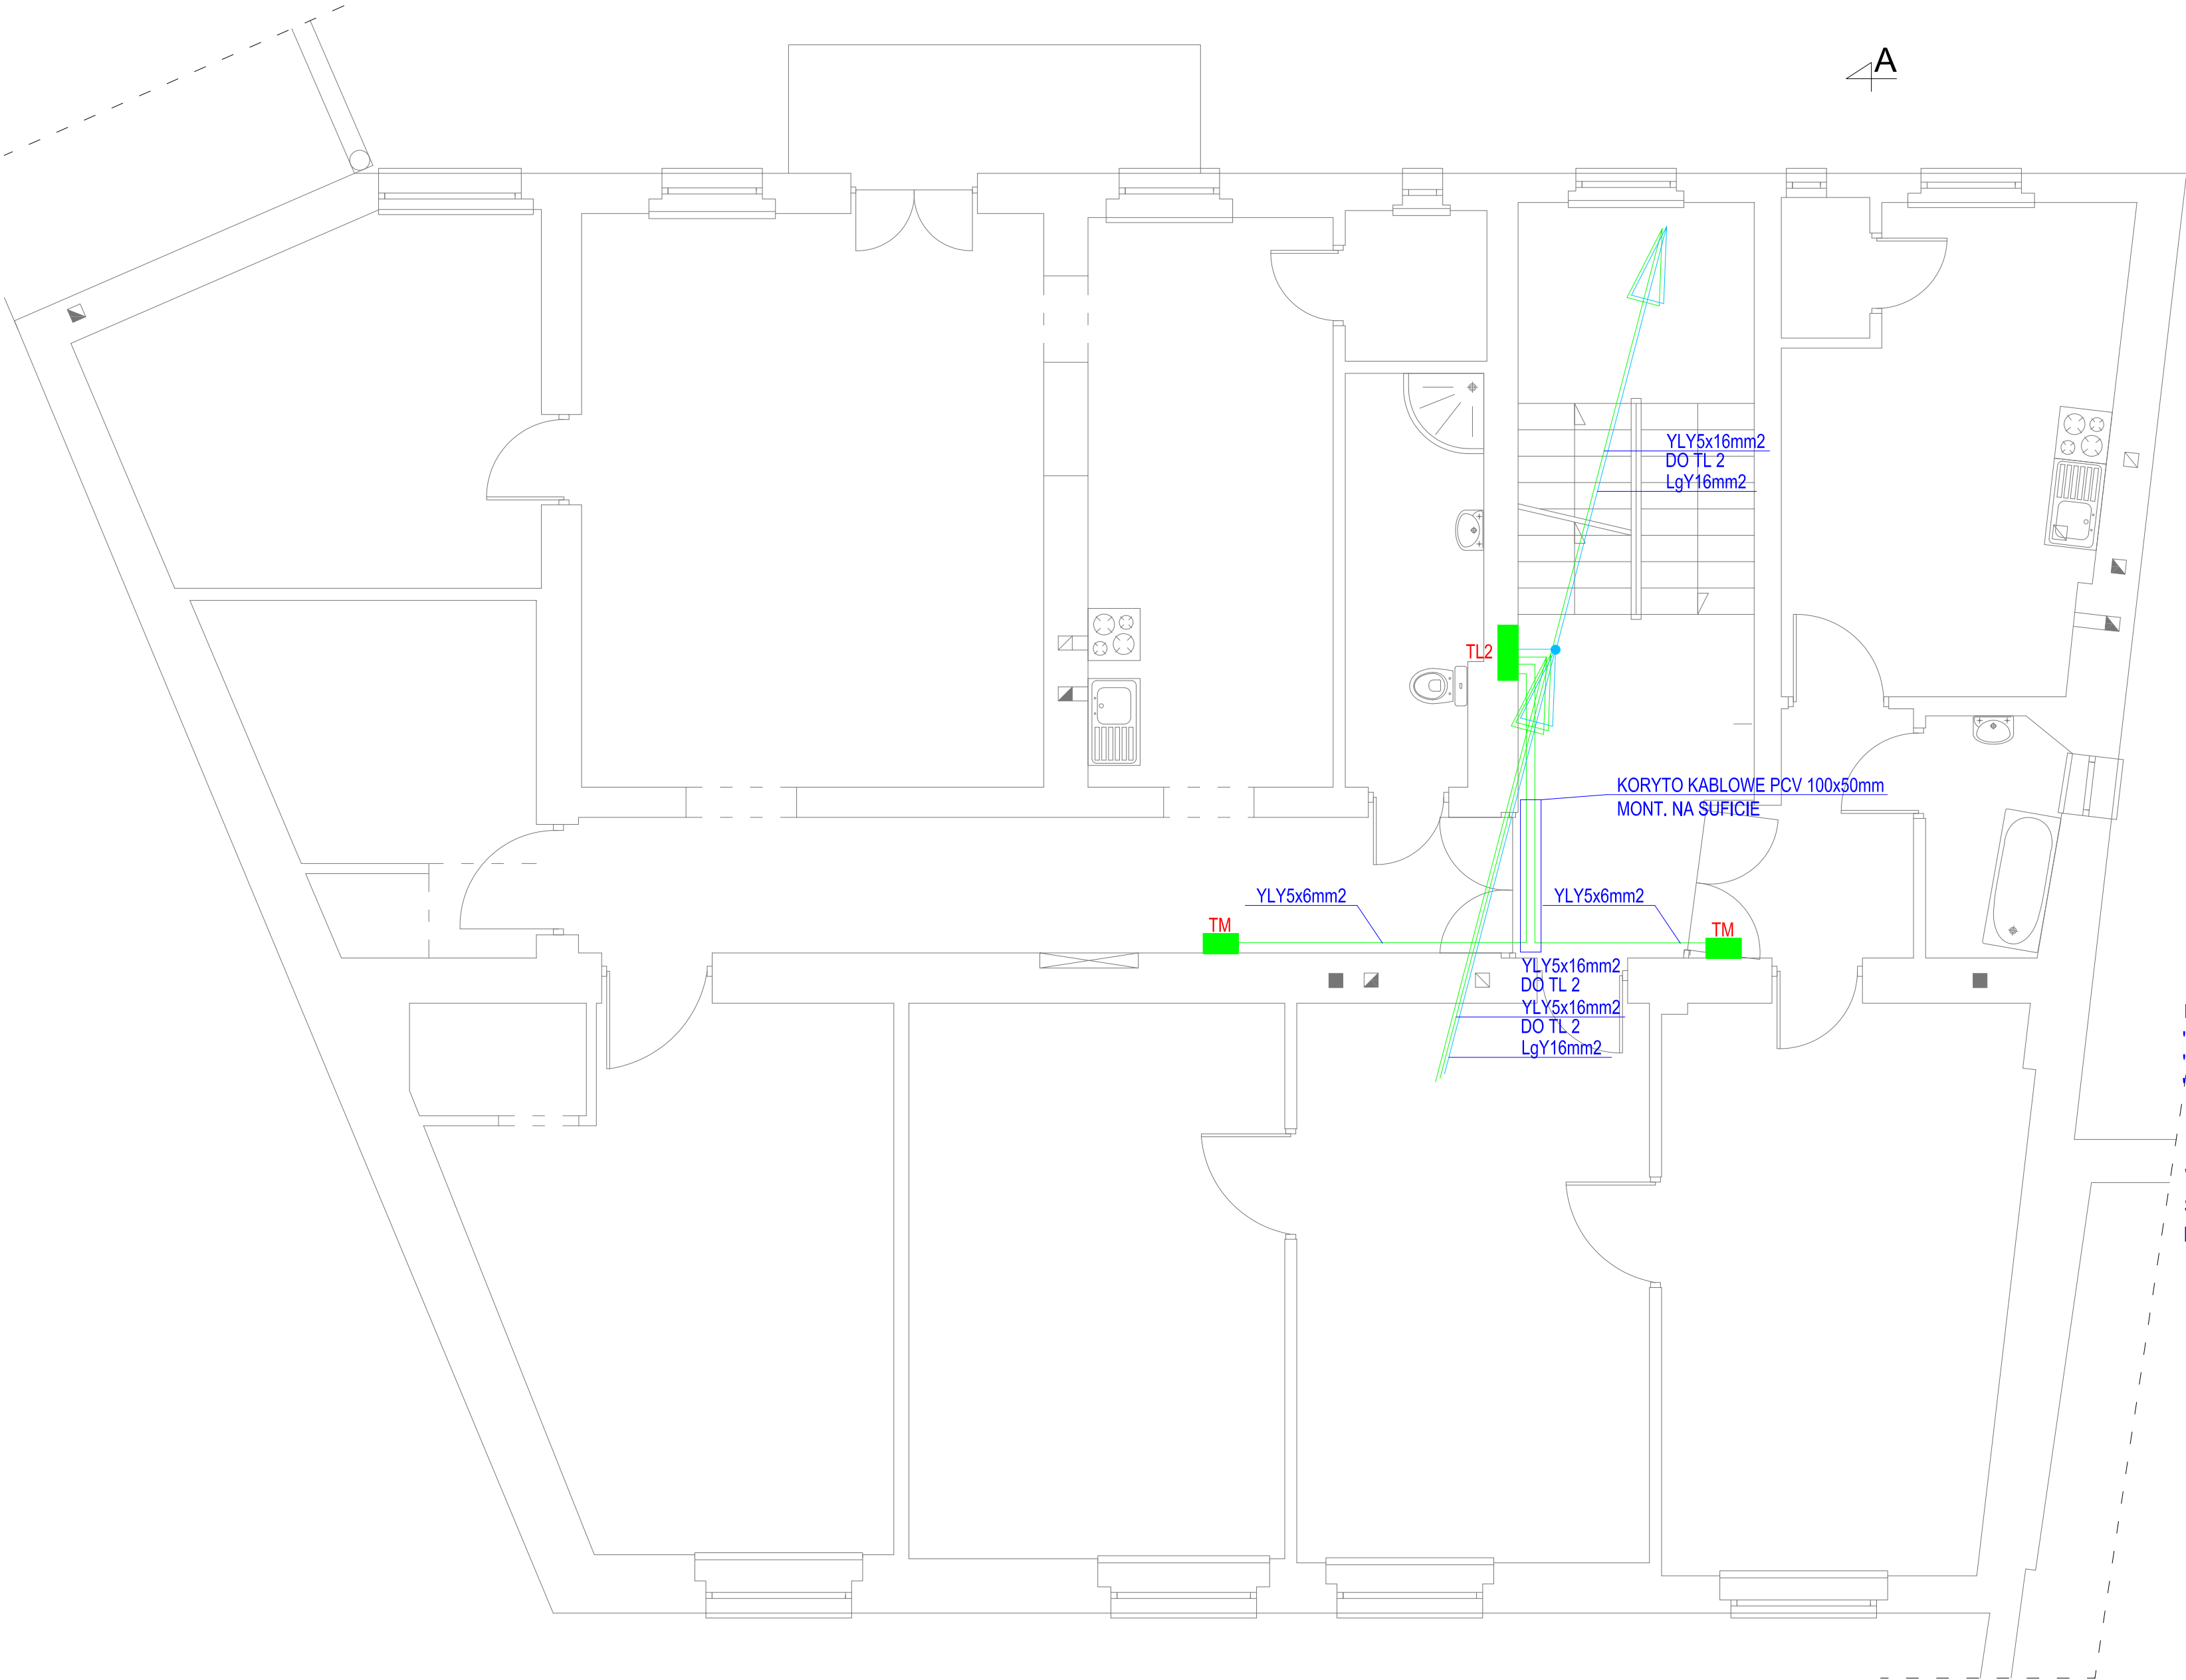 A
YLY5x16mm2
DO TL 2
LgY16mm2
TL2
KORYTO KABLOWE PCV 100x50mm
MONT. NA SUFICIE
YLY5x6mm2
YLY5x6mm2
TM
TM
YLY5x16mm2
DO TL 2
YLY5x16mm2
DO TL 2
LgY16mm2